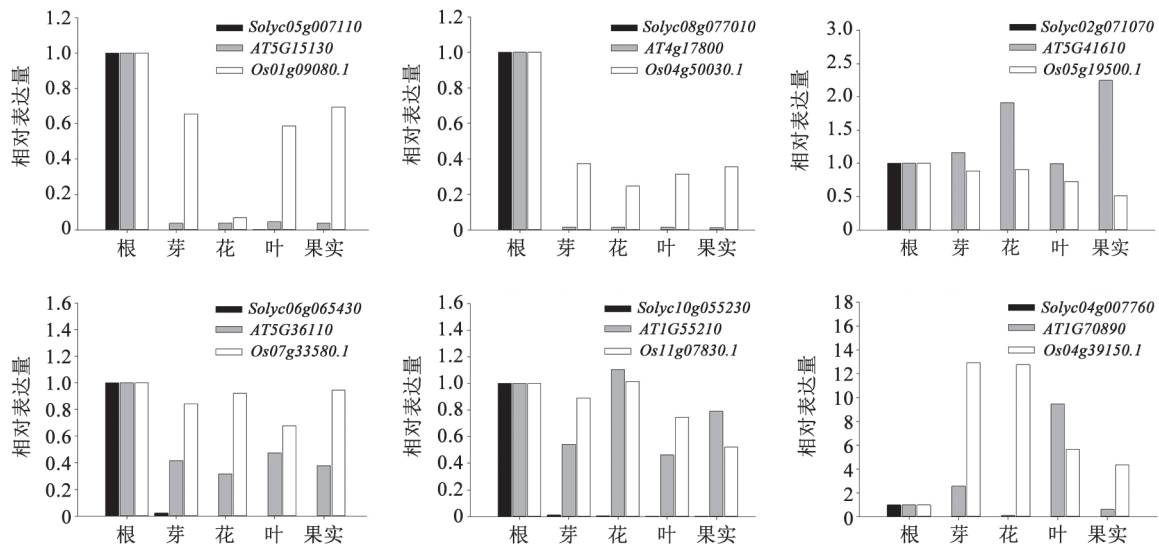 相对表达量
1.2
1.0
0.8
0.6
0.4
0.2
0
Solyc05g007110
AT5G15130
Os01g09080.1
根 芽 花 叶 果实
相对表达量
1.2
1.0
0.8
0.6
0.4
0.2
0
Solyc08g077010
AT4g17800
Os04g50030.1
根 芽 花 叶 果实
相对表达量
3.0
2.5
2.0
1.5
1.0
0.5
0
Solyc02g071070
AT5G41610
Os05g19500.1
根 芽 花 叶 果实
相对表达量
1.6
1.4
1.2
1.0
0.8
0.6
0.4
0.2
0
Solyc06g065430
AT5G36110
Os07g33580.1
根 芽 花 叶 果实
相对表达量
1.6
1.4
1.2
1.0
0.8
0.6
0.4
0.2
0
Solyc10g055230
AT1G55210
Os11g07830.1
根 芽 花 叶 果实
相对表达量
18
16
14
12
10
8
6
4
2
0
Solyc04g007760
AT1G70890
Os04g39150.1
根 芽 花 叶 果实